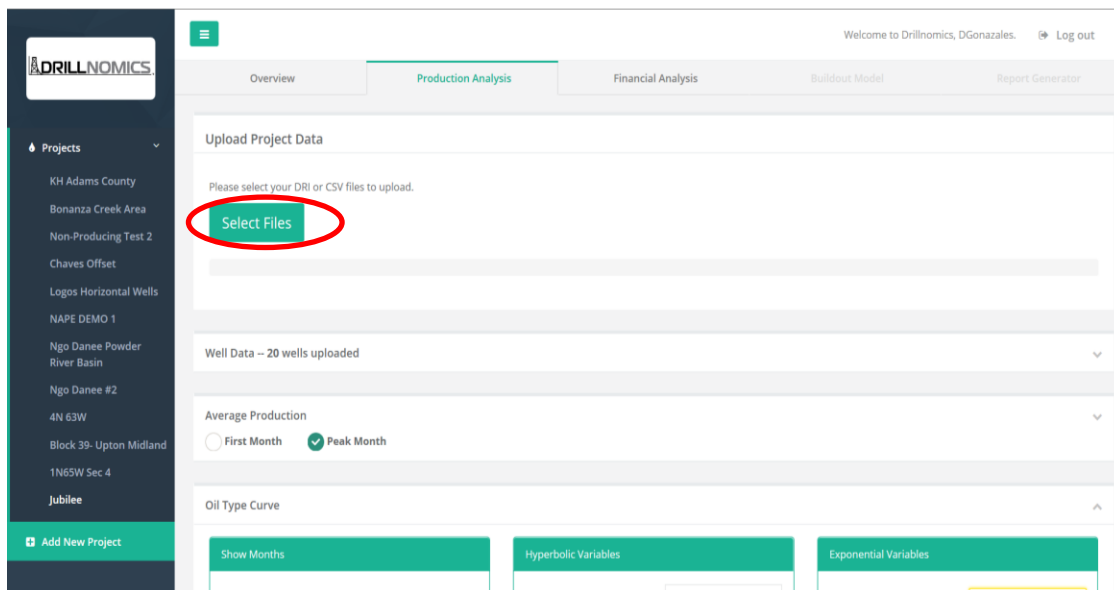 DRILLNOMICS
Projects
KH Adams County
Bonanza Creek Area
Non-Producing Test 2
Chaves Offset
Logos Horizontal Wells
NAPE DEMO 1
Ngo Danee Powder
River Basin
Ngo Danee #2
4N 63W
Block 39- Upton Midland
1N65W Sec 4
Jubilee
Add New Project
Welcome to Drillnomics, DGonazales.
Log out
Overview
Production Analysis
Financial Analysis
Buildout Model
Report Generator
Upload Project Data
Please select your DRI or CSV files to upload.
Select Files
Well Data -- 20 wells uploaded
Average Production
First Month
Peak Month
Oil Type Curve
Show Months
Hyperbolic Variables
Exponential Variables